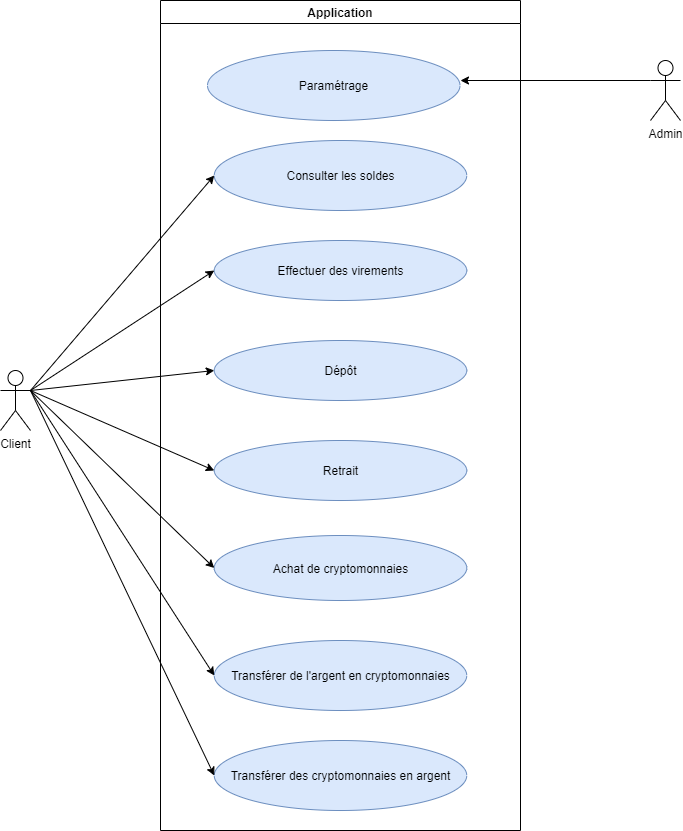 Application
Paramétrage
Admin
Consulter les soldes
Effectuer des virements
Dépôt
Client
Retrait
Achat de cryptomonnaies
Transférer de l'argent en cryptomonnaies
Transférer des cryptomonnaies en argent